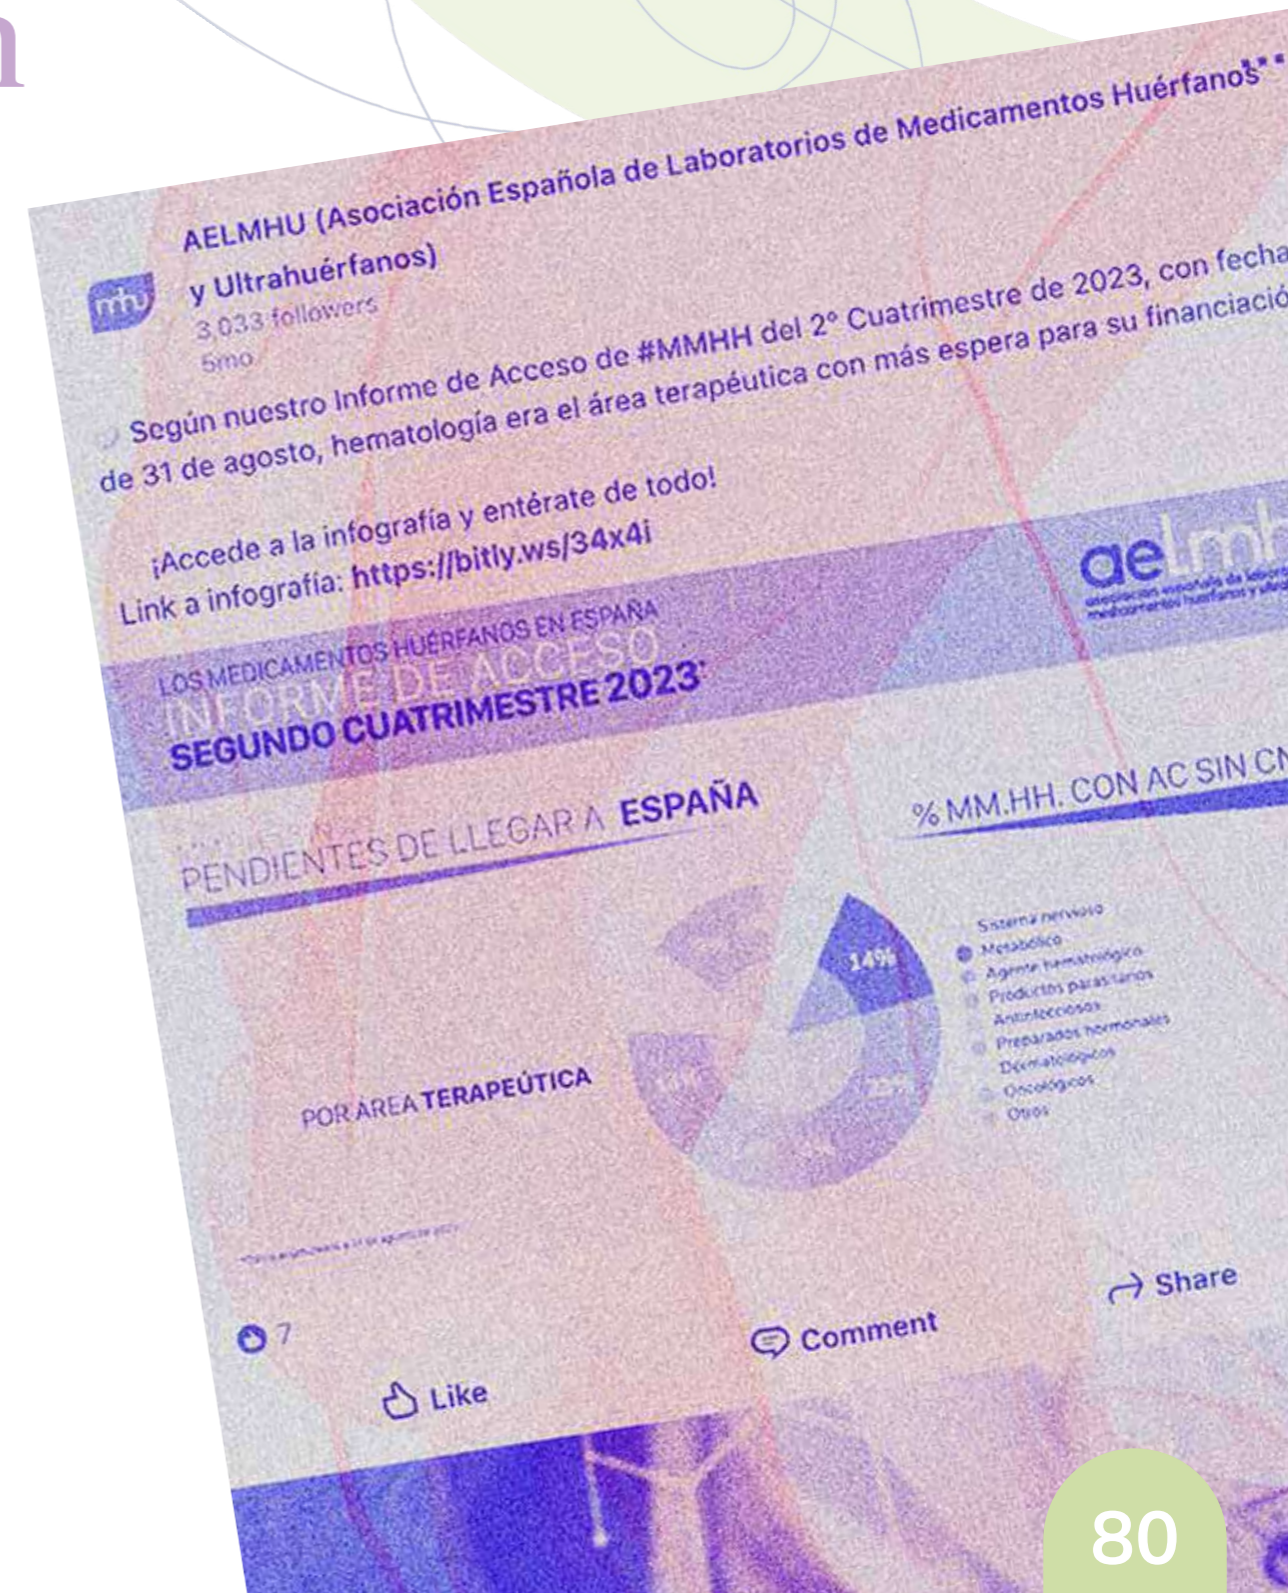 AELMHU (Asociación Española de Laboratorios de Medicamentos Huérfanos
y Ultrahuérfanos)
mhu
3,033 followers
5mo
Según nuestro Informe de Acceso de #MMHH del 2º Cuatrimestre de 2023, con fecha
de 31 de agosto, hematología era el área terapéutica con más espera para su financiació
¡Accede a la infografía y entérate de todo!
Link a infografía: https://bitly.ws/34x4i
aelmh
LOS MEDICAMENTOS HUÉRFANOS EN ESPAÑA
INFORME DE ACCESO
SEGUNDO CUATRIMESTRE 2023*
PENDIENTES DE LLEGAR A ESPAÑA
% MM.HH. CON AC SIN CN
14%
Sistema nervioso
Metabólico
Agente hematológico
Productos parasitarios
Antiinfecciosos
Preparados hormonales
Dermatológicos
Oncológicos
Otros
POR ÁREA TERAPEÚTICA
7
Like
Comment
Share
80